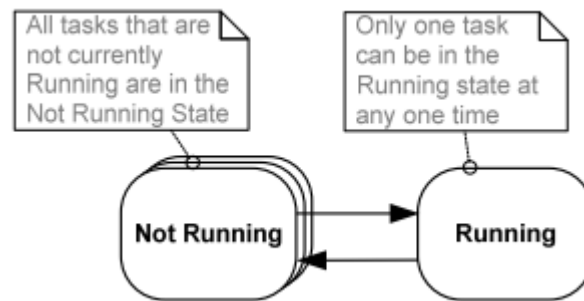 All tasks that are
not currently
Running are in the
Not Running State
Only one task
can be in the
Running state at
any one time
Not Running
Running